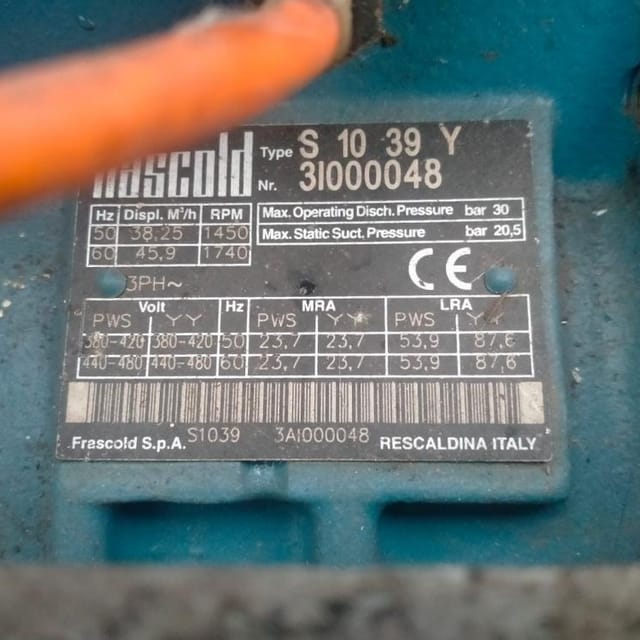 Frascold Type S 10 39 Y
Nr. 3I000048
Hz Displ. M³/h RPM
50 38,25 1450
60 45,9 1740
Max. Operating Disch. Pressure bar 30
Max. Static Suct. Pressure bar 20,5
CE
3PH~
Volt Hz MRA LRA
PWS YY PWS YY PWS YY
380-420 380-420 50 23,7 23,7 53,9 87,6
440-480 440-480 60 23,7 23,7 53,9 87,6
Frascold S.p.A. S1039 3AI000048 RESCALDINA ITALY